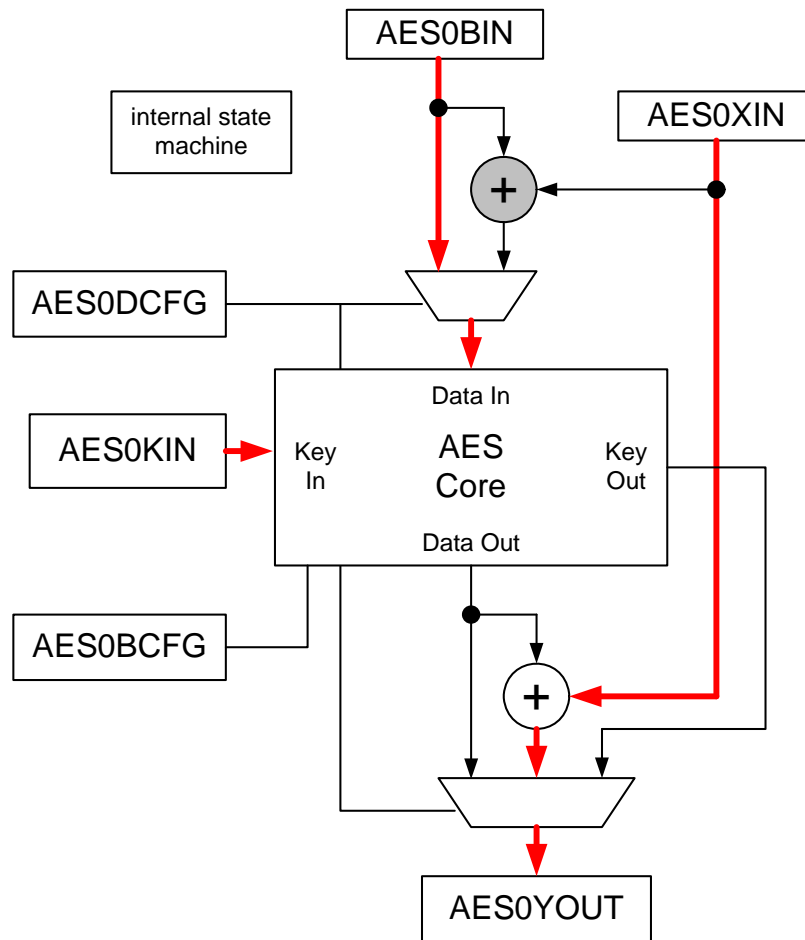 AES0BIN
internal state
machine
AES0XIN
+
AES0DCFG
Data In
AES0KIN
Key
In
AES
Core
Key
Out
Data Out
AES0BCFG
+
AES0YOUT